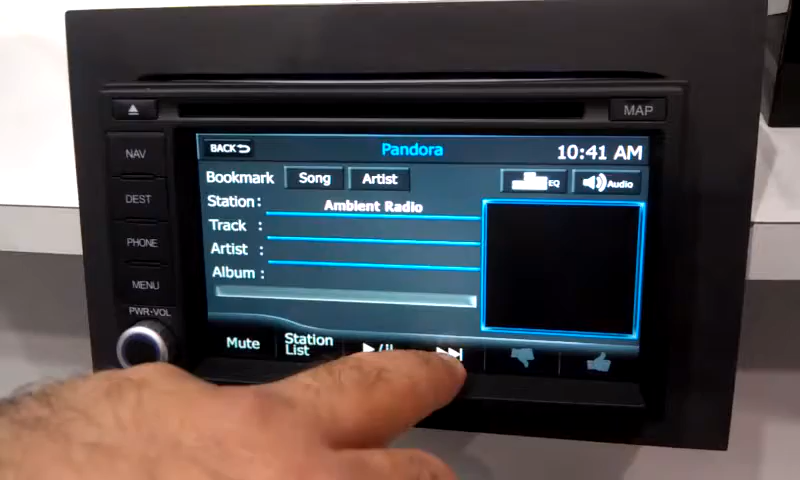 MAP
NAV
DEST
PHONE
MENU
PWR-VOL
BACK
Pandora
10:41 AM
Bookmark Song Artist
EQ
Audio
Station: Ambient Radio
Track :
Artist :
Album :
Mute
Station List